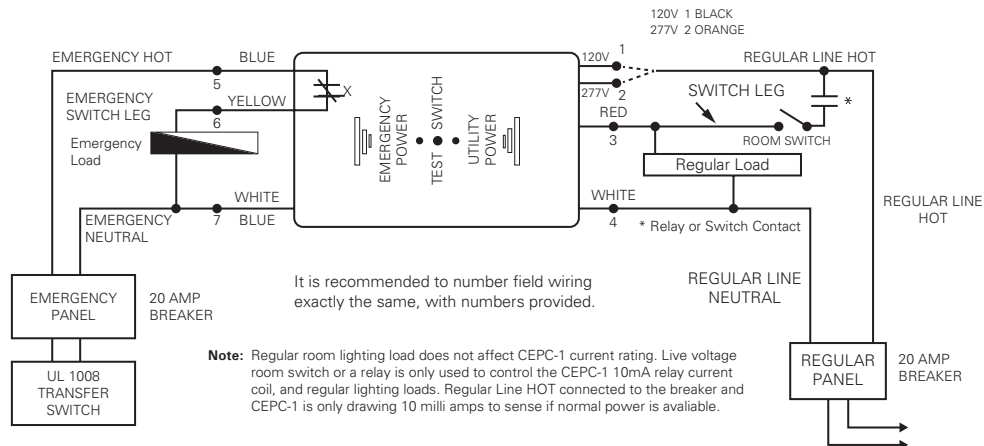 120V 1 BLACK
277V 2 ORANGE
EMERGENCY HOT
BLUE
5
X
120V
1
REGULAR LINE HOT
277V
2
EMERGENCY
SWITCH LEG
YELLOW
6
SWITCH LEG
*
RED
3
ROOM SWITCH
Emergency
Load
EMERGENCY
POWER
TEST SWITCH
UTILITY
POWER
Regular Load
WHITE
7
BLUE
EMERGENCY
NEUTRAL
WHITE
4
* Relay or Switch Contact
REGULAR LINE
HOT
REGULAR LINE
NEUTRAL
It is recommended to number field wiring
exactly the same, with numbers provided.
EMERGENCY
PANEL
20 AMP
BREAKER
UL 1008
TRANSFER
SWITCH
Note: Regular room lighting load does not affect CEPC-1 current rating. Live voltage
room switch or a relay is only used to control the CEPC-1 10mA relay current
coil, and regular lighting loads. Regular Line HOT connected to the breaker and
CEPC-1 is only drawing 10 milli amps to sense if normal power is avaliable.
REGULAR
PANEL
20 AMP
BREAKER